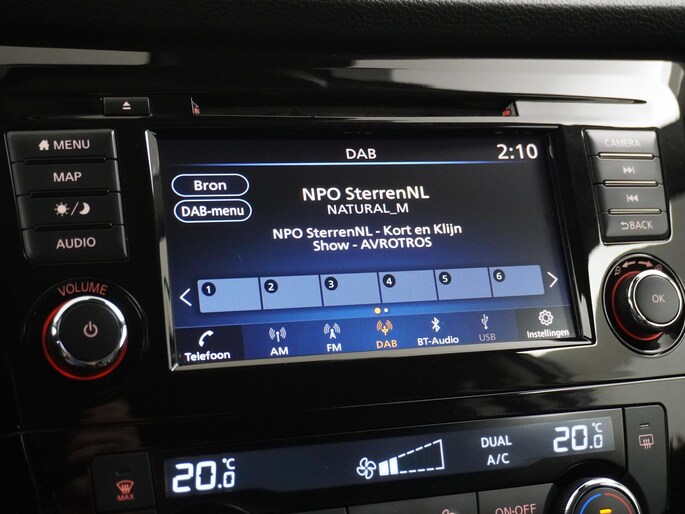 MENU
MAP
AUDIO
VOLUME
DAB
2:10
Bron
DAB-menu
NPO SterrenNL
NATURAL_M
NPO SterrenNL - Kort en Klijn
Show - AVROTROS
1 2 3 4 5 6
Telefoon AM FM DAB BT-Audio USB Instellingen
CAMERA
BACK
OK
20.0°C
DUAL
A/C
20.0°C
MAX
ON·OFF